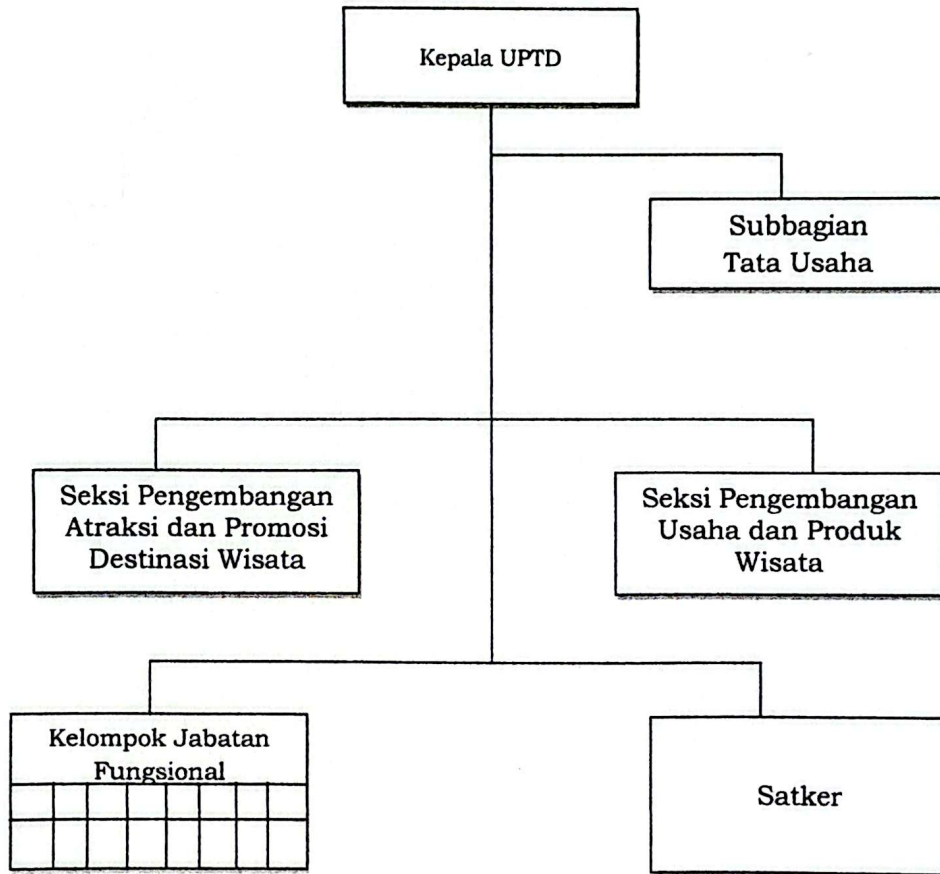 Kepala UPTD
Subbagian
Tata Usaha
Seksi Pengembangan
Atraksi dan Promosi
Destinasi Wisata
Seksi Pengembangan
Usaha dan Produk
Wisata
Kelompok Jabatan
Fungsional
Satker